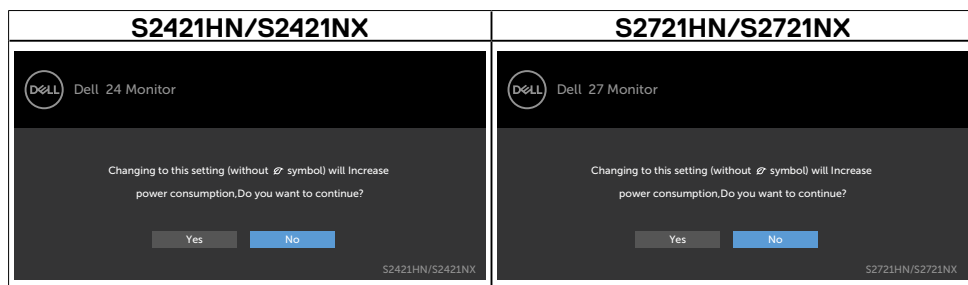 S2421HN/S2421NX
DELL Dell 24 Monitor
Changing to this setting (without symbol) will Increase
power consumption,Do you want to continue?
Yes No
S2421HN/S2421NX
S2721HN/S2721NX
DELL Dell 27 Monitor
Changing to this setting (without symbol) will Increase
power consumption,Do you want to continue?
Yes No
S2721HN/S2721NX